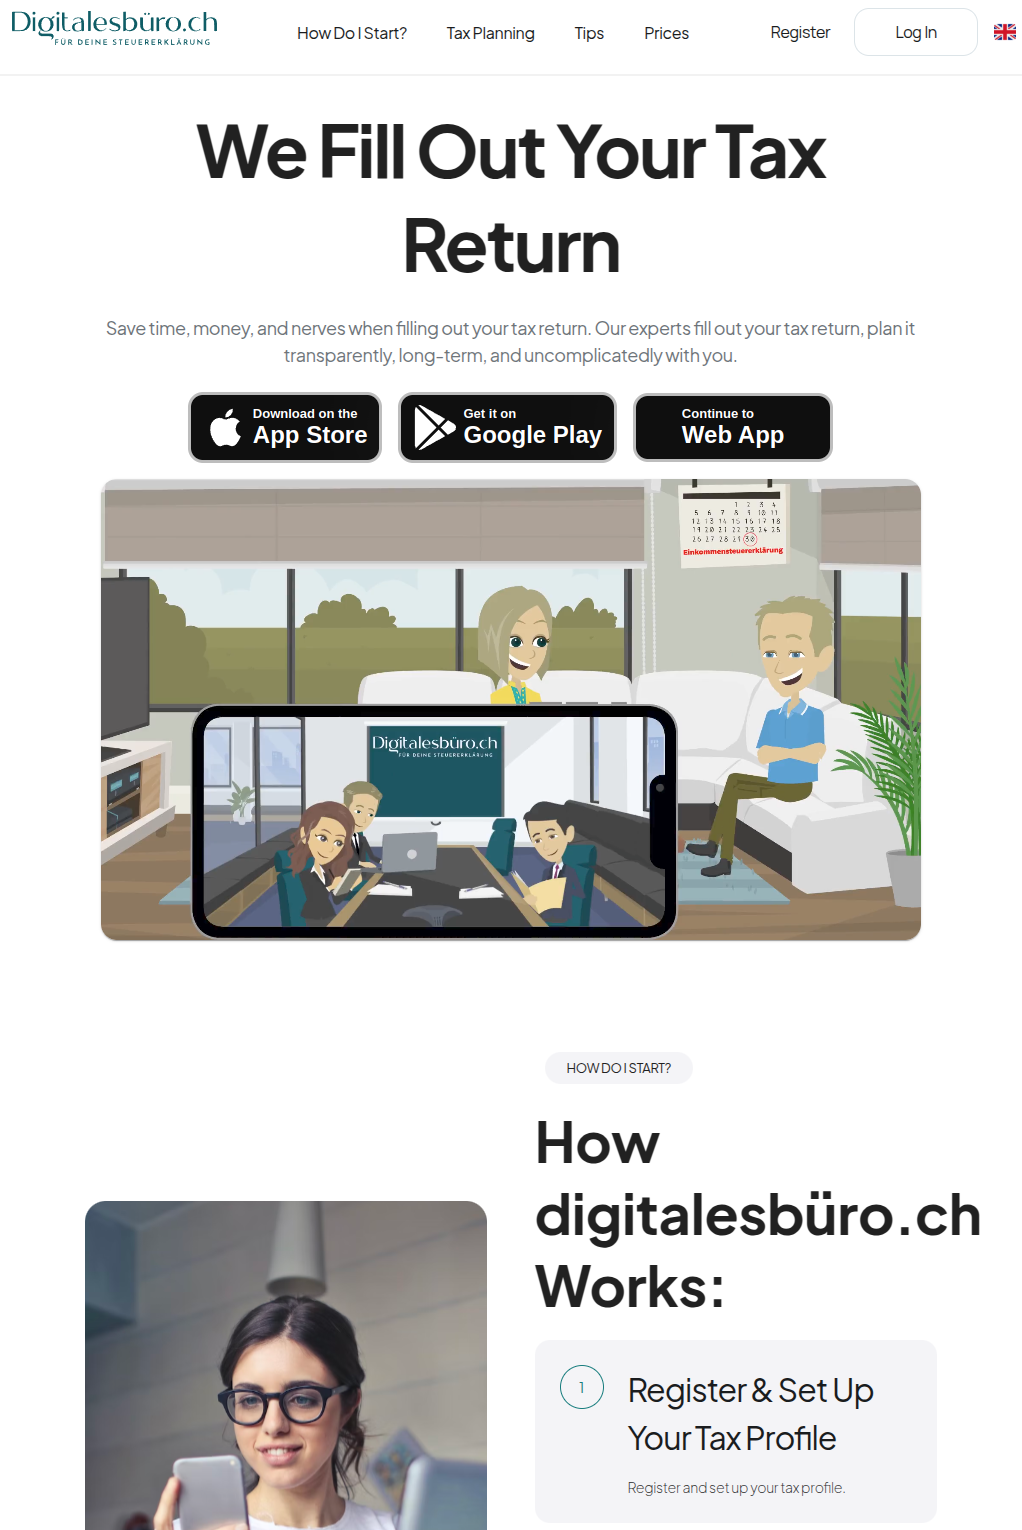 Digitalesbüro.ch
FÜR DEINE STEUERERKLÄRUNG
How Do I Start?
Tax Planning
Tips
Prices
Register
Log In
We Fill Out Your Tax
Return
Save time, money, and nerves when filling out your tax return. Our experts fill out your tax return, plan it
transparently, long-term, and uncomplicatedly with you.
Download on the
App Store
Get it on
Google Play
Continue to
Web App
1 2 3 4
5 6 7 8 9 10 11
12 13 14 15 16 17 18
19 20 21 22 23 24 25
26 27 28 29 30
Einkommensteuererklärung
Digitalesbüro.ch
FÜR DEINE STEUERERKLÄRUNG
HOW DO I START?
How
digitalesbüro.ch
Works:
1
Register & Set Up
Your Tax Profile
Register and set up your tax profile.